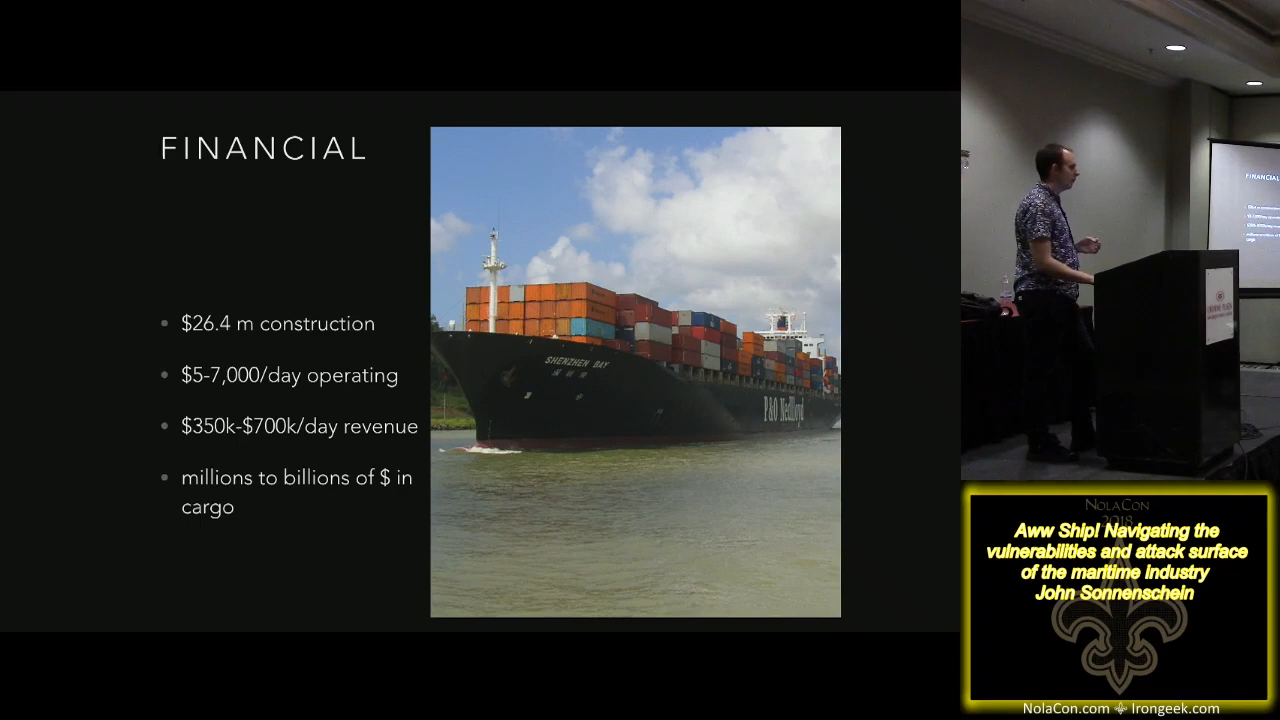 FINANCIAL
• $26.4 m construction
• $5-7,000/day operating
• $350k-$700k/day revenue
• millions to billions of $ in
cargo
SHENZHEN BAY
P&O Nedlloyd
FINANCIAL
NOLACON
2018
Aww Ship! Navigating the
vulnerabilities and attack surface
of the maritime industry
John Sonnenschein
NolaCon.com ⚜ Irongeek.com